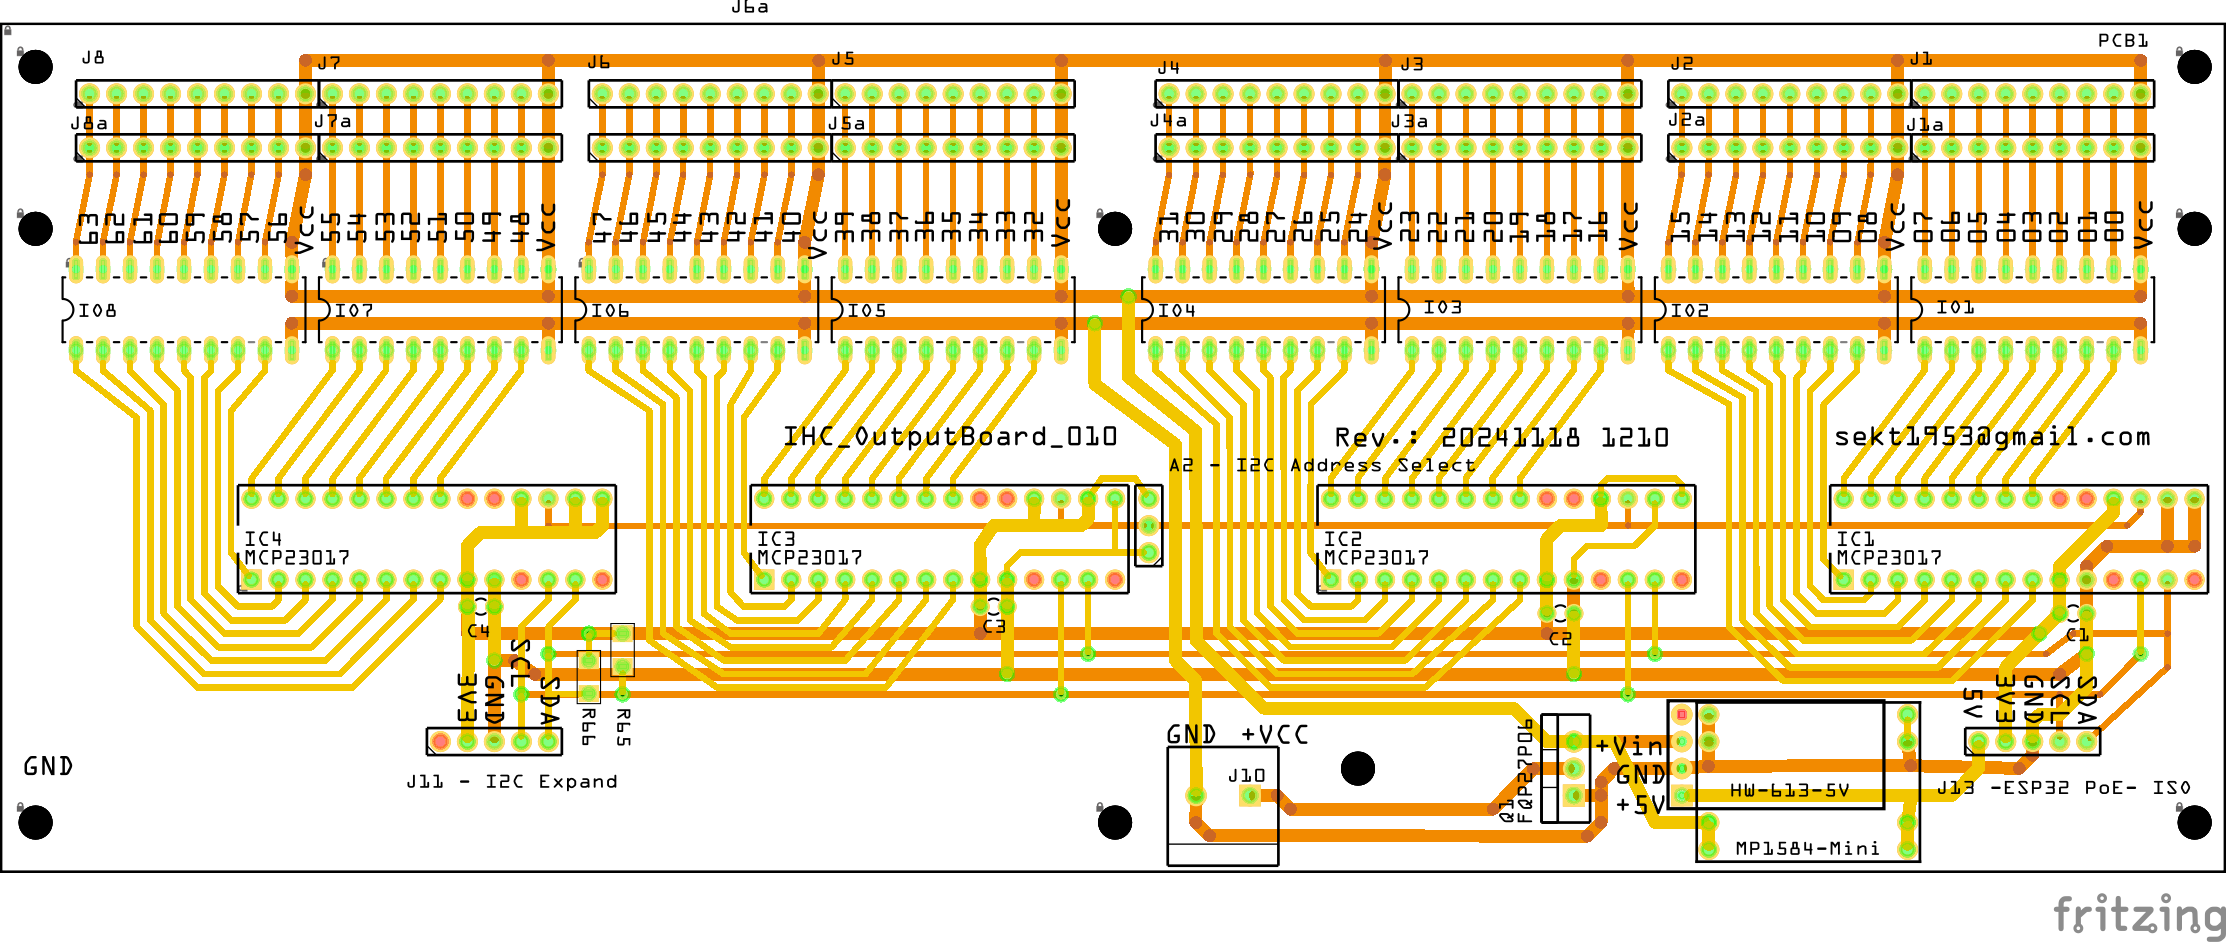 J6a
PCB1
J8 J7 J6 J5 J4 J3 J2 J1
J8a J7a J5a J4a J3a J2a J1a
63 62 61 60 59 58 57 56 Vcc 55 54 53 52 51 50 49 48 Vcc 47 46 45 44 43 42 41 40 Vcc 39 38 37 36 35 34 33 32 Vcc 31 30 29 28 27 26 25 24 Vcc 23 22 21 20 19 18 17 16 Vcc 15 14 13 12 11 10 09 08 Vcc 07 06 05 04 03 02 01 00 Vcc
IO8 IO7 IO6 IO5 IO4 IO3 IO2 IO1
IHC_OutputBoard_010 Rev.: 20241118 1210 sekt1953@gmail.com
A2 - I2C Address Select
IC4 IC3 IC2 IC1
MCP23017 MCP23017 MCP23017 MCP23017
C4 C3 C2 C1
3V3 GND SCL SDA
R66 R65
5V 3V3 GND SCL SDA
GND +VCC
+Vin
GND
+5V
J10
Q1
FQP27P06
HW-613-5V
MP1584-Mini
J13 -ESP32 PoE- ISO
GND
J11 - I2C Expand
fritzing